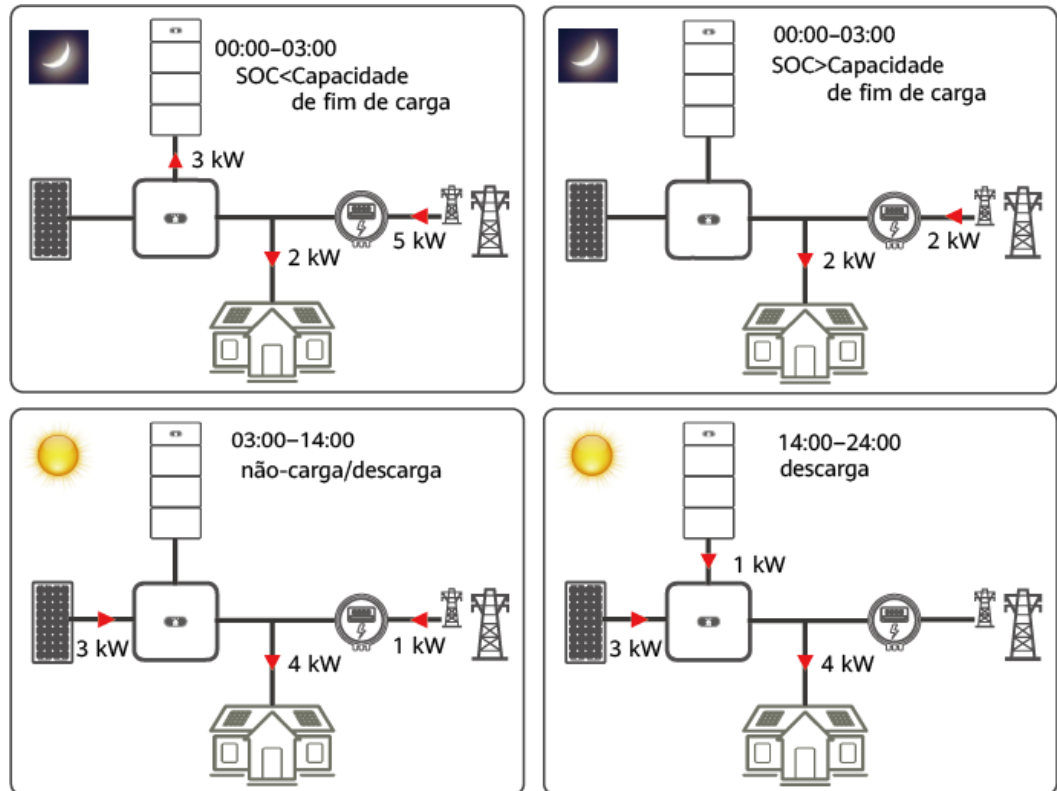 00:00–03:00
SOC<Capacidade
de fim de carga
3 kW
5 kW
2 kW
00:00–03:00
SOC>Capacidade
de fim de carga
2 kW
2 kW
03:00–14:00
não-carga/descarga
3 kW
1 kW
4 kW
14:00–24:00
descarga
1 kW
3 kW
4 kW